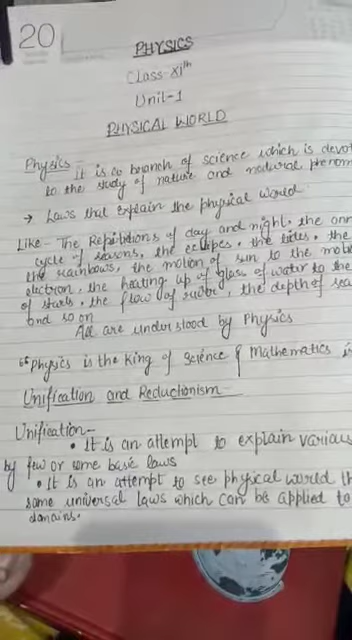 20
PHYSICS
Class-XIth
Unit-1
PHYSICAL WORLD
Physics- It is a branch of science which is devot
to the study of nature and natural phenom
→ Laws that explain the physical world.
Like- The Repititions of day and night, the ann
cycle of seasons, the eclipes, the tides, the
the rainbows, the motion of sun to the moti
electron, the heating up of glass of water to the
of stars, the flow of river, the depth of sea
and so on
All are understood by Physics
"Physics is the King of Science & Mathematics is
Unification and Reductionism-
Unification-
• It is an attempt to explain various
by few or some basic laws
• It is an attempt to see physical world th
some universal laws which can be applied to
domains.